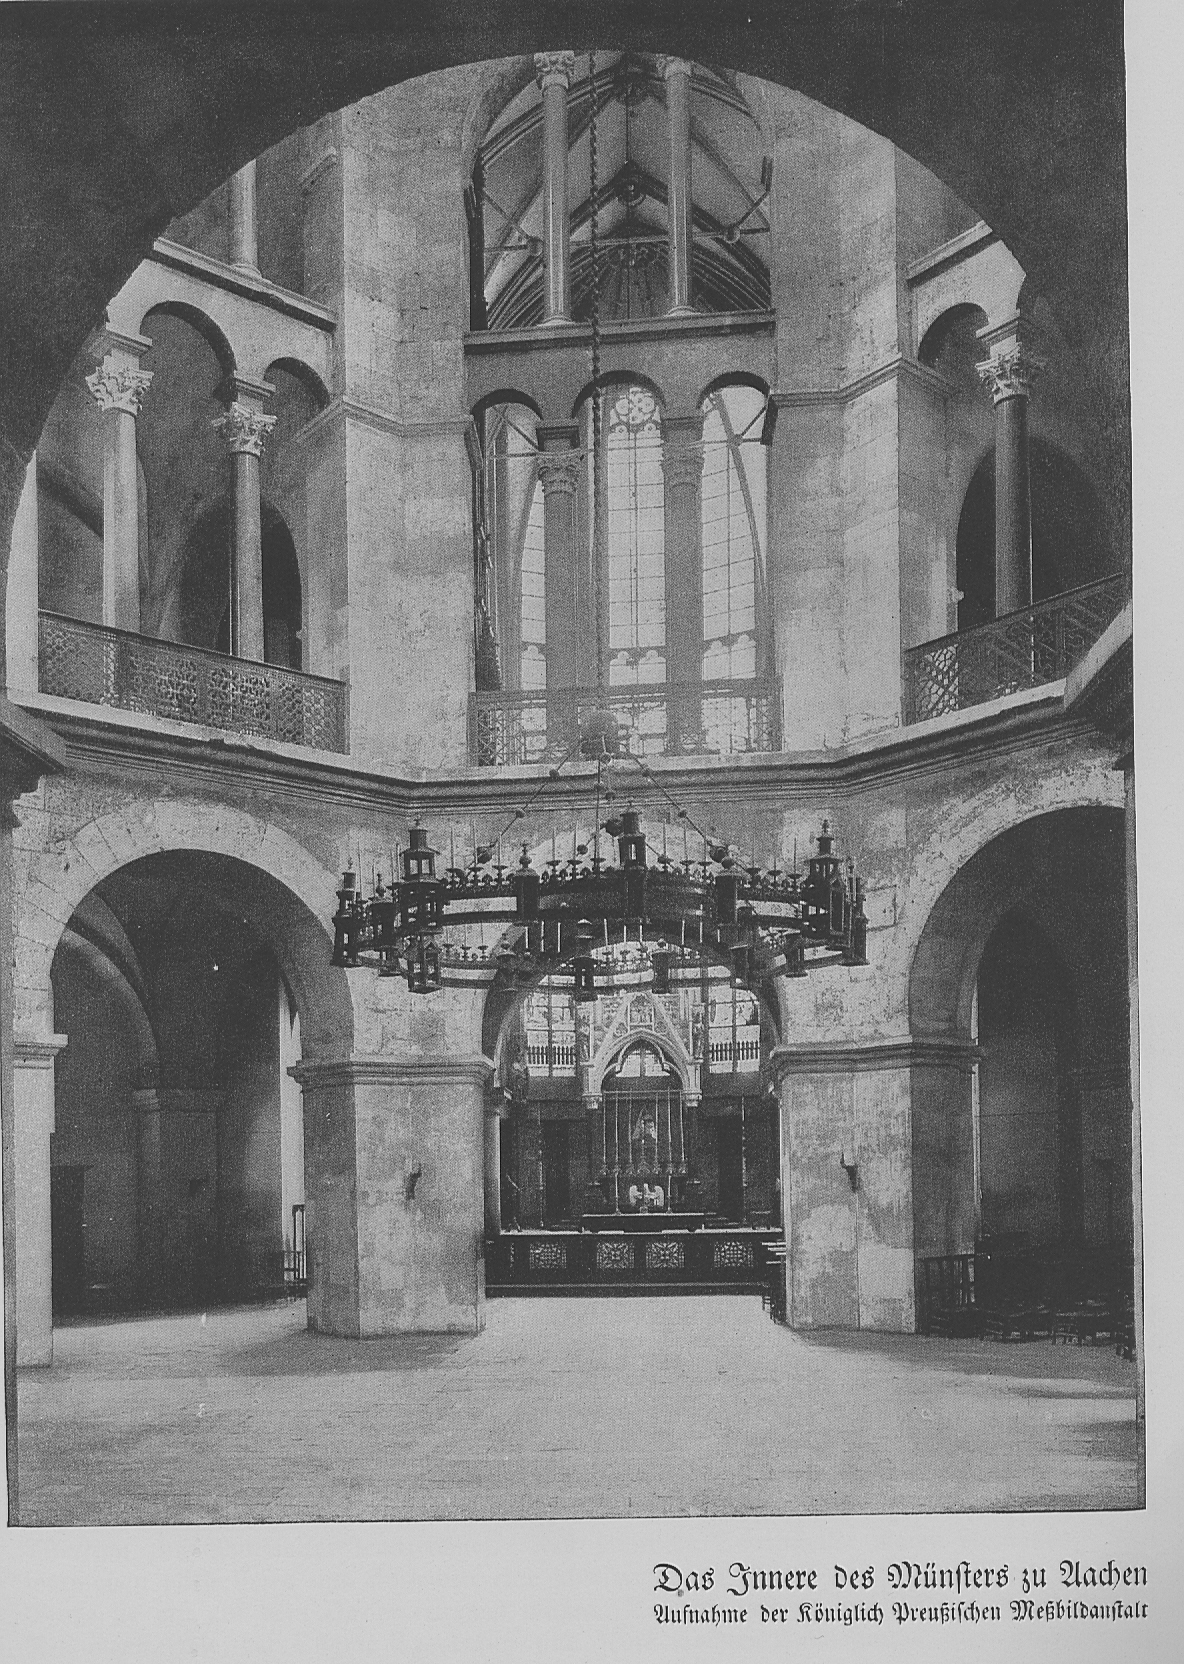 Das Innere des Münſters zu Aachen
Aufnahme der Königlich Preußiſchen Meßbildanſtalt